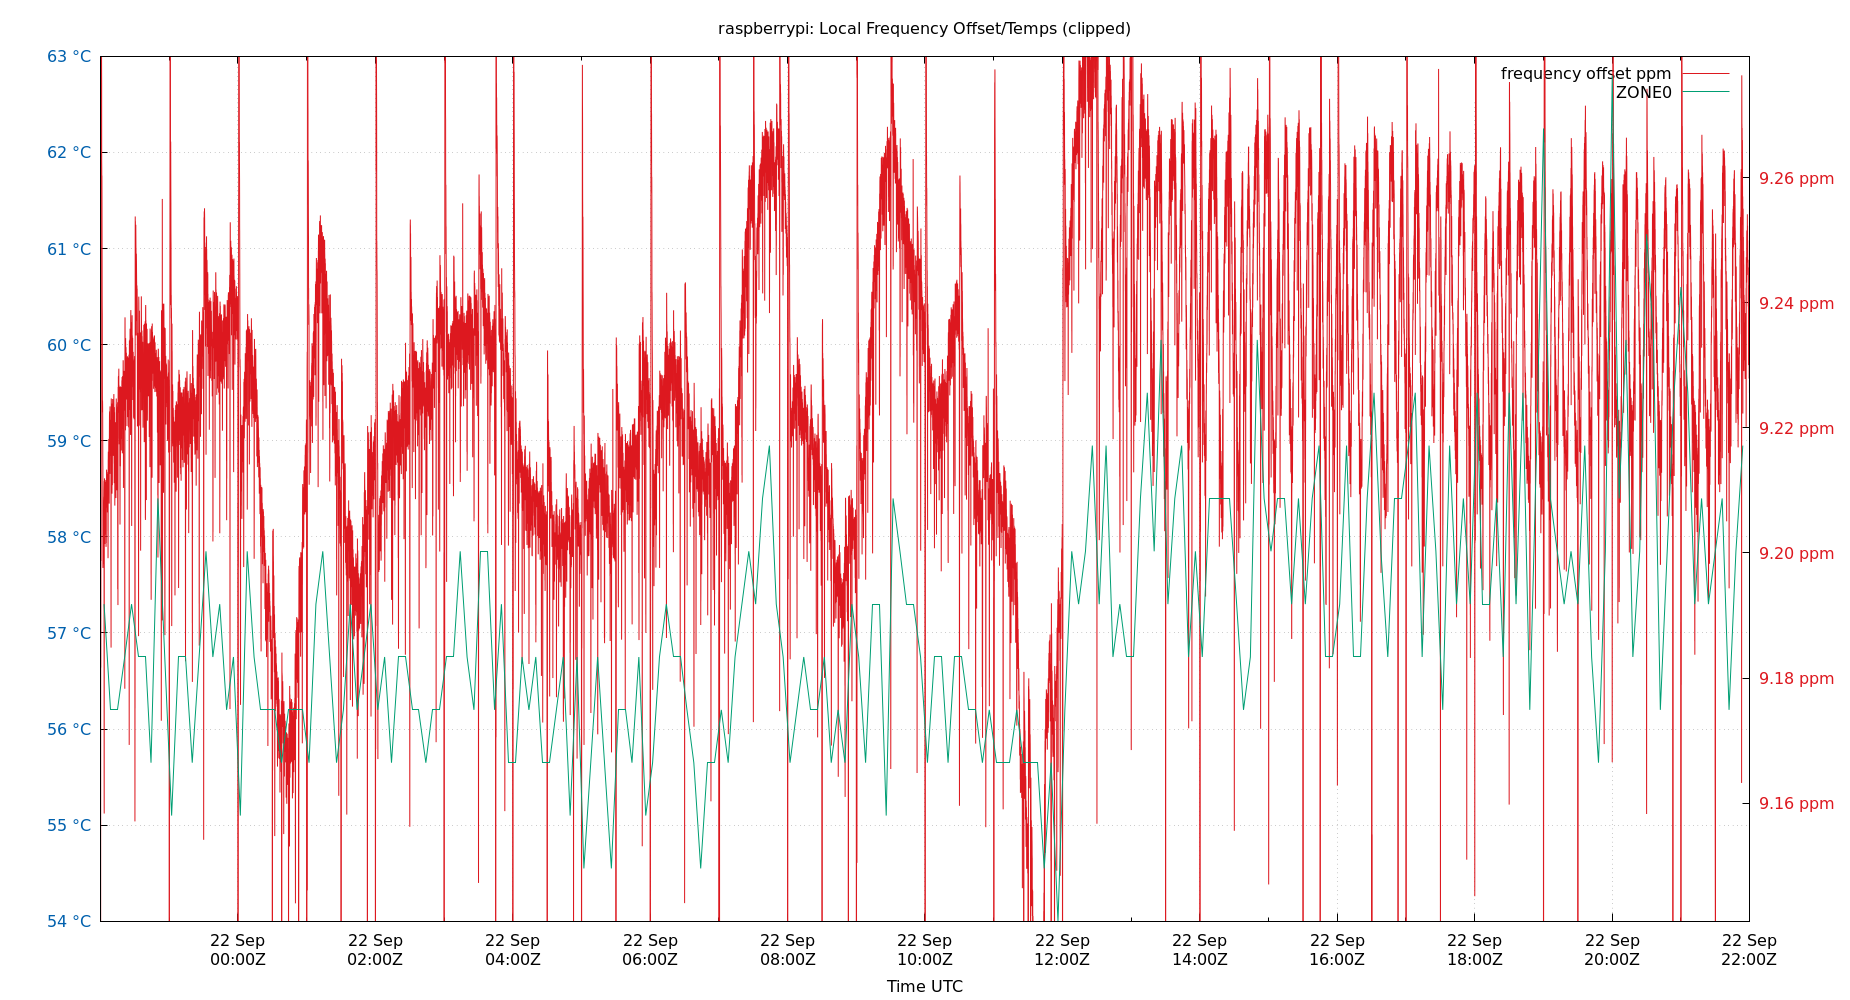 raspberrypi: Local Frequency Offset/Temps (clipped)
63 °C
62 °C
61 °C
60 °C
59 °C
58 °C
57 °C
56 °C
55 °C
54 °C
frequency offset ppm
ZONE0
9.26 ppm
9.24 ppm
9.22 ppm
9.20 ppm
9.18 ppm
9.16 ppm
22 Sep 22 Sep 22 Sep 22 Sep 22 Sep 22 Sep 22 Sep 22 Sep 22 Sep 22 Sep 22 Sep 22 Sep
00:00Z 02:00Z 04:00Z 06:00Z 08:00Z 10:00Z 12:00Z 14:00Z 16:00Z 18:00Z 20:00Z 22:00Z
Time UTC